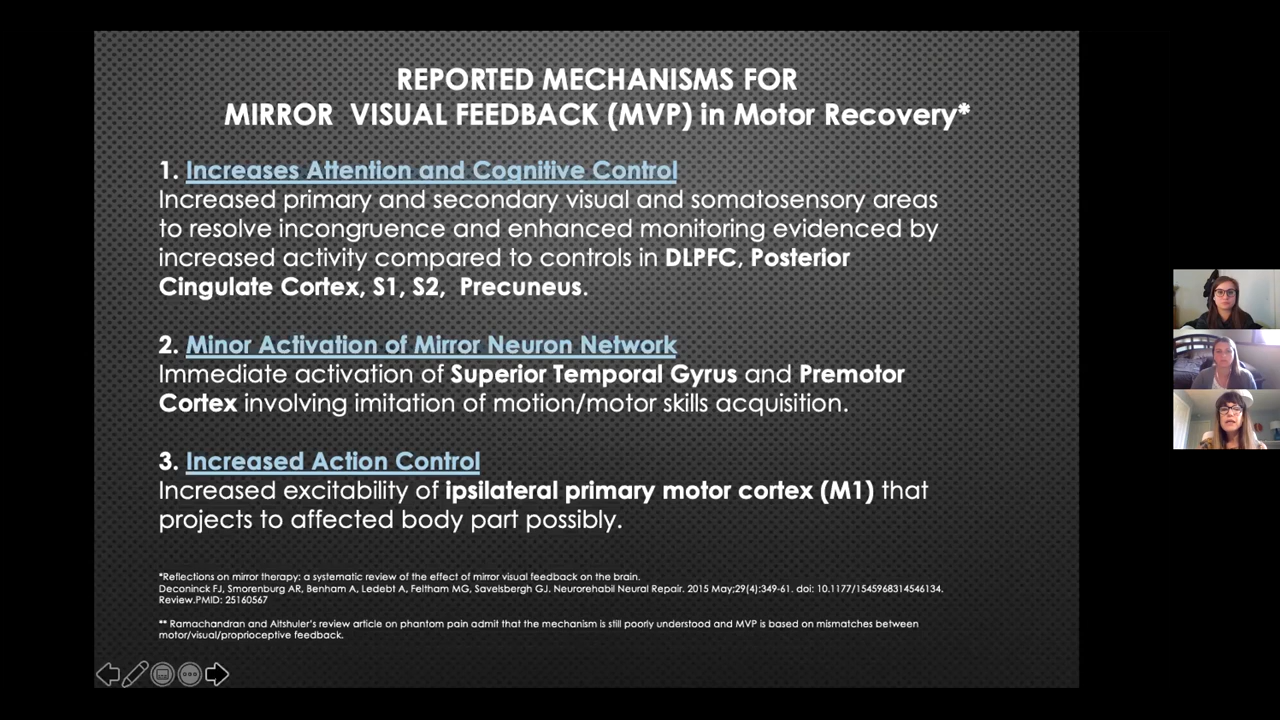 REPORTED MECHANISMS FOR
MIRROR VISUAL FEEDBACK (MVP) in Motor Recovery*
1. Increases Attention and Cognitive Control
Increased primary and secondary visual and somatosensory areas
to resolve incongruence and enhanced monitoring evidenced by
increased activity compared to controls in DLPFC, Posterior
Cingulate Cortex, S1, S2, Precuneus.
2. Minor Activation of Mirror Neuron Network
Immediate activation of Superior Temporal Gyrus and Premotor
Cortex involving imitation of motion/motor skills acquisition.
3. Increased Action Control
Increased excitability of ipsilateral primary motor cortex (M1) that
projects to affected body part possibly.
*Reflections on mirror therapy: a systematic review of the effect of mirror visual feedback on the brain.
Deconinck FJ, Smorenburg AR, Benham A, Ledebt A, Feltham MG, Savelsbergh GJ. Neurorehabil Neural Repair. 2015 May;29(4):349-61. doi: 10.1177/1545968314546134.
Review.PMID: 25160567
** Ramachandran and Altshuler's review article on phantom pain admit that the mechanism is still poorly understood and MVP is based on mismatches between
motor/visual/proprioceptive feedback.